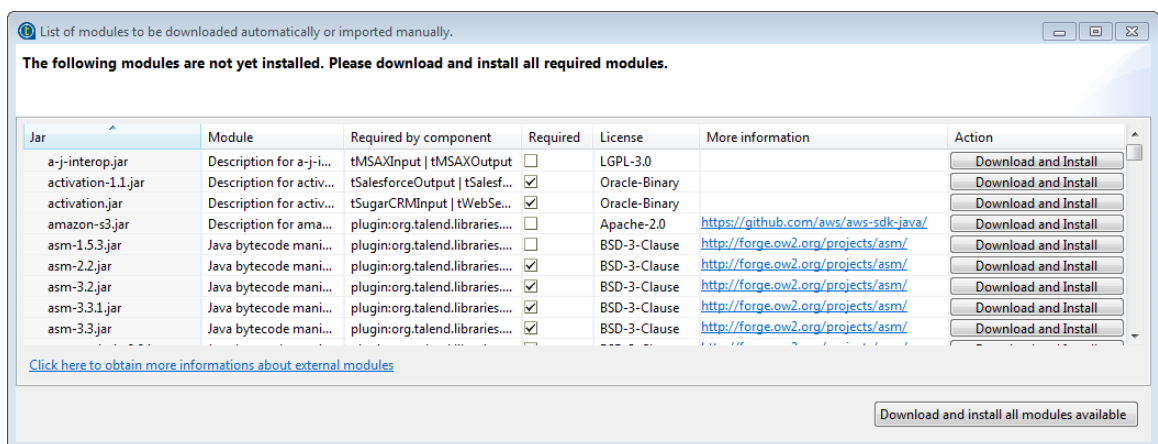 List of modules to be downloaded automatically or imported manually.
The following modules are not yet installed. Please download and install all required modules.
Jar Module Required by component Required License More information Action
a-j-interop.jar Description for a-j-i... tMSAXInput | tMSAXOutput LGPL-3.0 Download and Install
activation-1.1.jar Description for activ... tSalesforceOutput | tSalesf... Oracle-Binary Download and Install
activation.jar Description for activ... tSugarCRMInput | tWebSe... Oracle-Binary Download and Install
amazon-s3.jar Description for ama... plugin:org.talend.libraries.... Apache-2.0 https://github.com/aws/aws-sdk-java/ Download and Install
asm-1.5.3.jar Java bytecode mani... plugin:org.talend.libraries.... BSD-3-Clause http://forge.ow2.org/projects/asm/ Download and Install
asm-2.2.jar Java bytecode mani... plugin:org.talend.libraries.... BSD-3-Clause http://forge.ow2.org/projects/asm/ Download and Install
asm-3.2.jar Java bytecode mani... plugin:org.talend.libraries.... BSD-3-Clause http://forge.ow2.org/projects/asm/ Download and Install
asm-3.3.1.jar Java bytecode mani... plugin:org.talend.libraries.... BSD-3-Clause http://forge.ow2.org/projects/asm/ Download and Install
asm-3.3.jar Java bytecode mani... plugin:org.talend.libraries.... BSD-3-Clause http://forge.ow2.org/projects/asm/ Download and Install
Click here to obtain more informations about external modules
Download and install all modules available